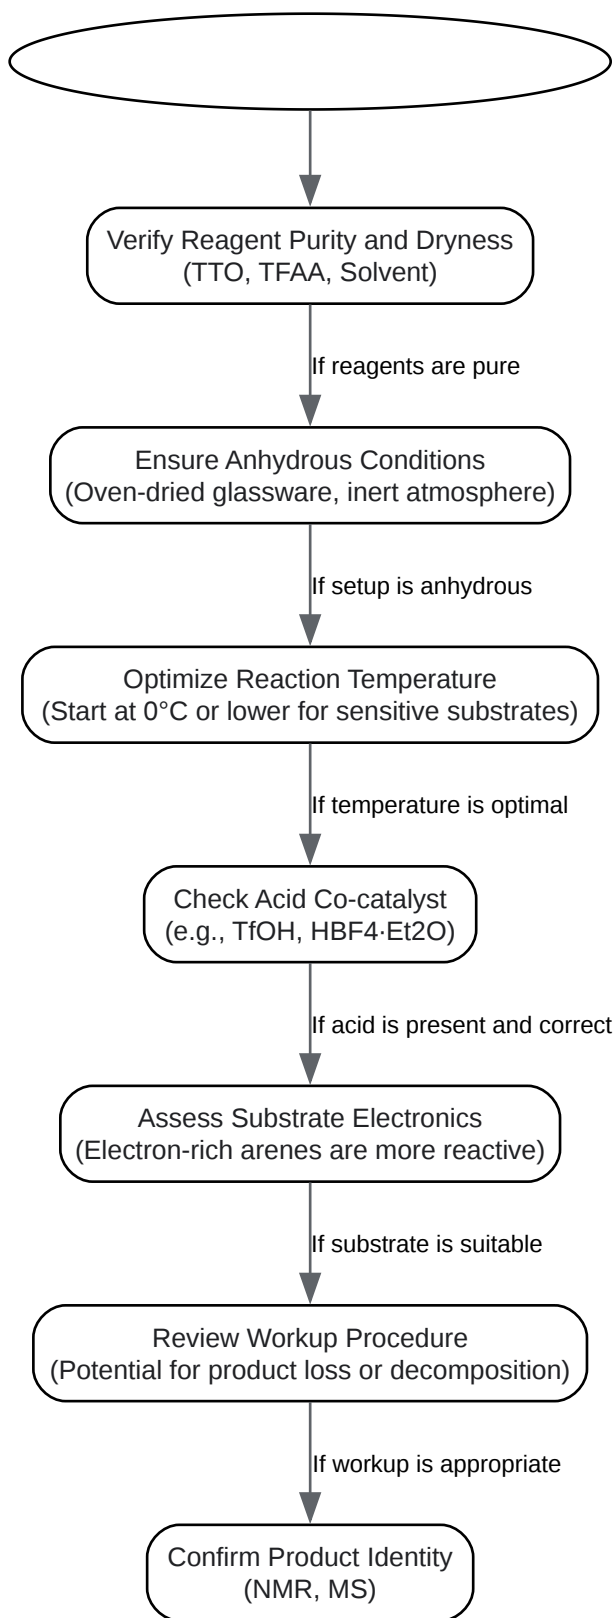 Verify Reagent Purity and Dryness
(TTO, TFAA, Solvent)
If reagents are pure
Ensure Anhydrous Conditions
(Oven-dried glassware, inert atmosphere)
If setup is anhydrous
Optimize Reaction Temperature
(Start at 0°C or lower for sensitive substrates)
If temperature is optimal
Check Acid Co-catalyst
(e.g., TfOH, HBF4·Et2O)
If acid is present and correct
Assess Substrate Electronics
(Electron-rich arenes are more reactive)
If substrate is suitable
Review Workup Procedure
(Potential for product loss or decomposition)
If workup is appropriate
Confirm Product Identity
(NMR, MS)